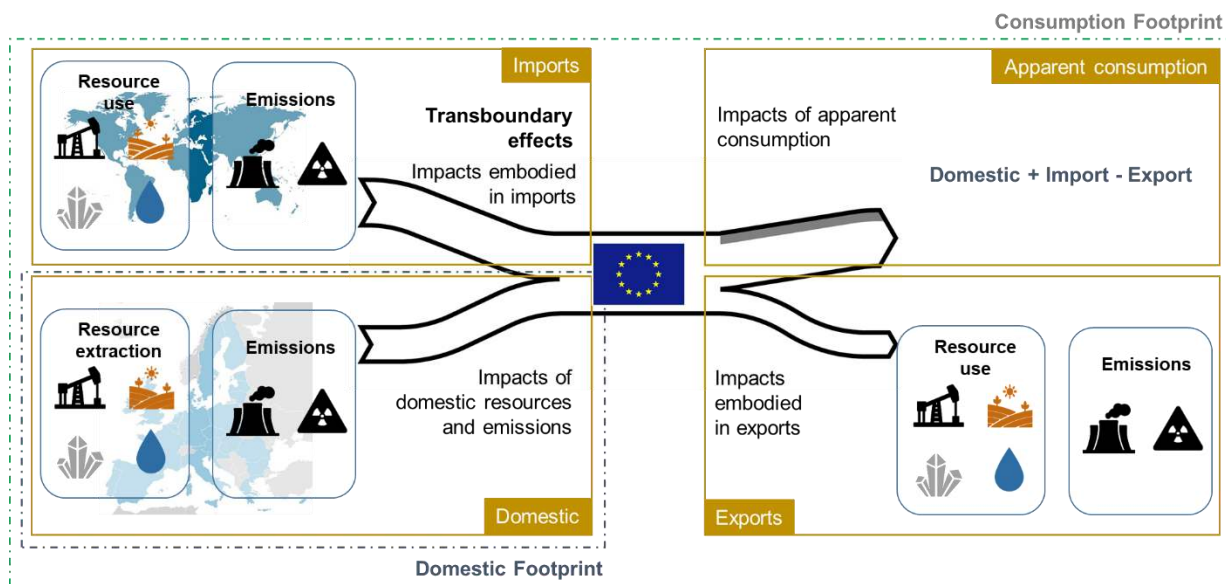 Consumption Footprint
Imports
Resource
use
Emissions
Transboundary
effects
Impacts embodied
in imports
Apparent consumption
Impacts of apparent
consumption
Domestic + Import - Export
Resource
extraction
Emissions
Impacts of
domestic resources
and emissions
Domestic
Impacts
embodied
in exports
Resource
use
Emissions
Exports
Domestic Footprint